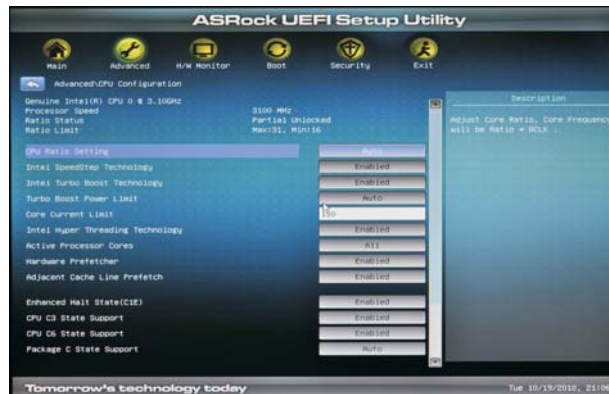 ASRock UEFI Setup Utility
Main Advanced H/W Monitor Boot Security Exit
Advanced\CPU Configuration
Description
Genuine Intel(R) CPU 0 @ 3.10GHz
Processor Speed 3100 MHz
Ratio Status Partial Unlocked
Ratio Limit Max:31, Min:16
Adjust Core Ratio, Core Frequency
will be Ratio * BCLK .
CPU Ratio Setting Auto
Intel SpeedStep Technology Enabled
Intel Turbo Boost Technology Enabled
Turbo Boost Power Limit Auto
Core Current Limit
Intel Hyper Threading Technology Enabled
Active Processor Cores All
Hardware Prefetcher Enabled
Adjacent Cache Line Prefetch Enabled
Enhanced Halt State(C1E) Enabled
CPU C3 State Support Enabled
CPU C6 State Support Enabled
Package C State Support Auto
Tomorrow's technology today
Tue 10/19/2010, 21:06